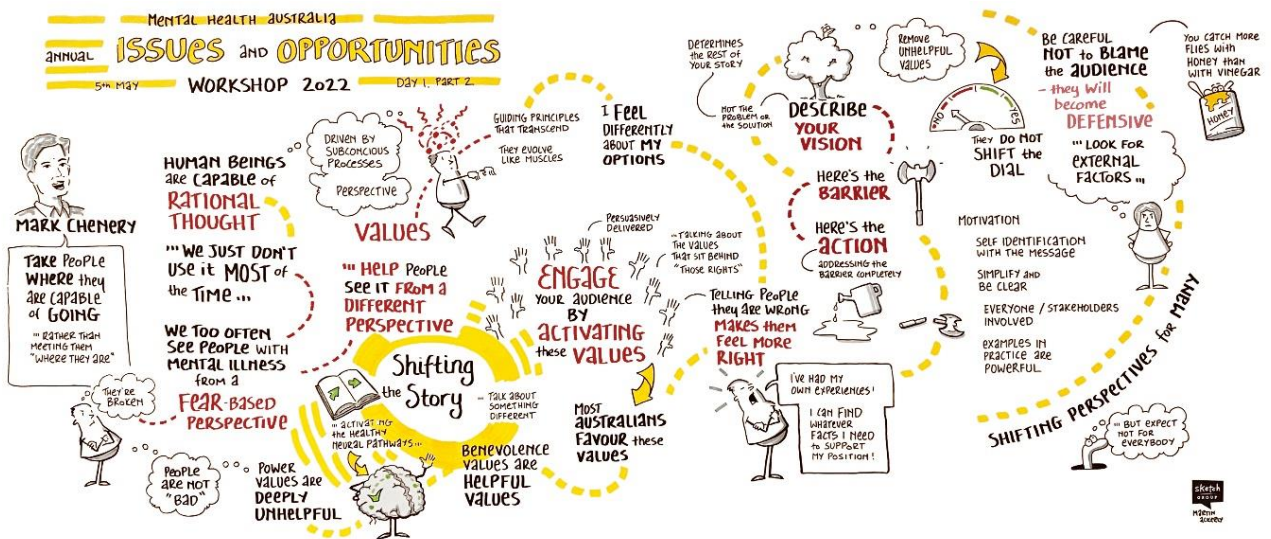 MENTAL HEALTH AUSTRALIA
ANNUAL ISSUES AND OPPORTUNITIES
5TH MAY WORKSHOP 2022 DAY 1. PART 2
MARK CHENERY
TAKE PEOPLE
WHERE they
are CAPABLE
of GOING
... RATHER THAN
MEETING THEM
"WHERE THEY ARE"
HUMAN BEINGS
are CAPABLE of
RATIONAL
THOUGHT
... WE JUST DON'T
USE it MOST of
the TIME ...
WE TOO OFTEN
SEE PEOPLE WITH
MENTAL ILLNESS
FROM a
FEAR-BASED
PERSPECTIVE
THEY'RE
BROKEN
PEOPLE
ARE NOT
"BAD"
DRIVEN BY
SUBCONCIOUS
PROCESSES
PERSPECTIVE
VALUES
GUIDING PRINCIPLES
THAT TRANSCEND
THEY EVOLVE
LIKE MUSCLES
... HELP PEOPLE
SEE IT FROM a
DIFFERENT
PERSPECTIVE
Shifting
the Story
... TALK ABOUT
SOMETHING
DIFFERENT
... ACTIVATING
the HEALTHY
NEURAL PATHWAYS ...
POWER
VALUES ARE
DEEPLY
UNHELPFUL
BENEVOLENCE
VALUES ARE
HELPFUL
VALUES
I FEEL
DIFFERENTLY
ABOUT MY
OPTIONS
PERSUASIVELY
DELIVERED
ENGAGE
YOUR AUDIENCE
BY
ACTIVATING
these VALUES
... TALKING ABOUT
THE VALUES
THAT SIT BEHIND
"THOSE RIGHTS"
MOST
AUSTRALIANS
FAVOUR these
VALUES
TELLING PEOPLE
they ARE WRONG
MAKES them
FEEL MORE
RIGHT
I'VE HAD MY
OWN EXPERIENCES!
I CAN FIND
WHATEVER
FACTS I NEED
to SUPPORT
MY POSITION!
DETERMINES
THE REST OF
YOUR STORY
NOT THE
PROBLEM OR
the SOLUTION
DESCRIBE
YOUR
VISION
HERE'S the
BARRIER
HERE'S the
ACTION
ADDRESSING the
BARRIER COMPLETELY
REMOVE
UNHELPFUL
VALUES
NO
YES
THEY DO NOT
SHIFT the
DIAL
BE CAREFUL
NOT to BLAME
the AUDIENCE
- they will
become
DEFENSIVE
YOU CATCH MORE
FLIES WITH
HONEY THAN
WITH VINEGAR
HONEY
... LOOK FOR
EXTERNAL
FACTORS ...
MOTIVATION
SELF IDENTIFICATION
WITH THE MESSAGE
SIMPLIFY AND
BE CLEAR
EVERYONE / STAKEHOLDERS
INVOLVED
EXAMPLES IN
PRACTICE ARE
POWERFUL
SHIFTING PERSPECTIVES for MANY
... BUT EXPECT
NOT FOR
EVERYBODY
sketch
GROUP